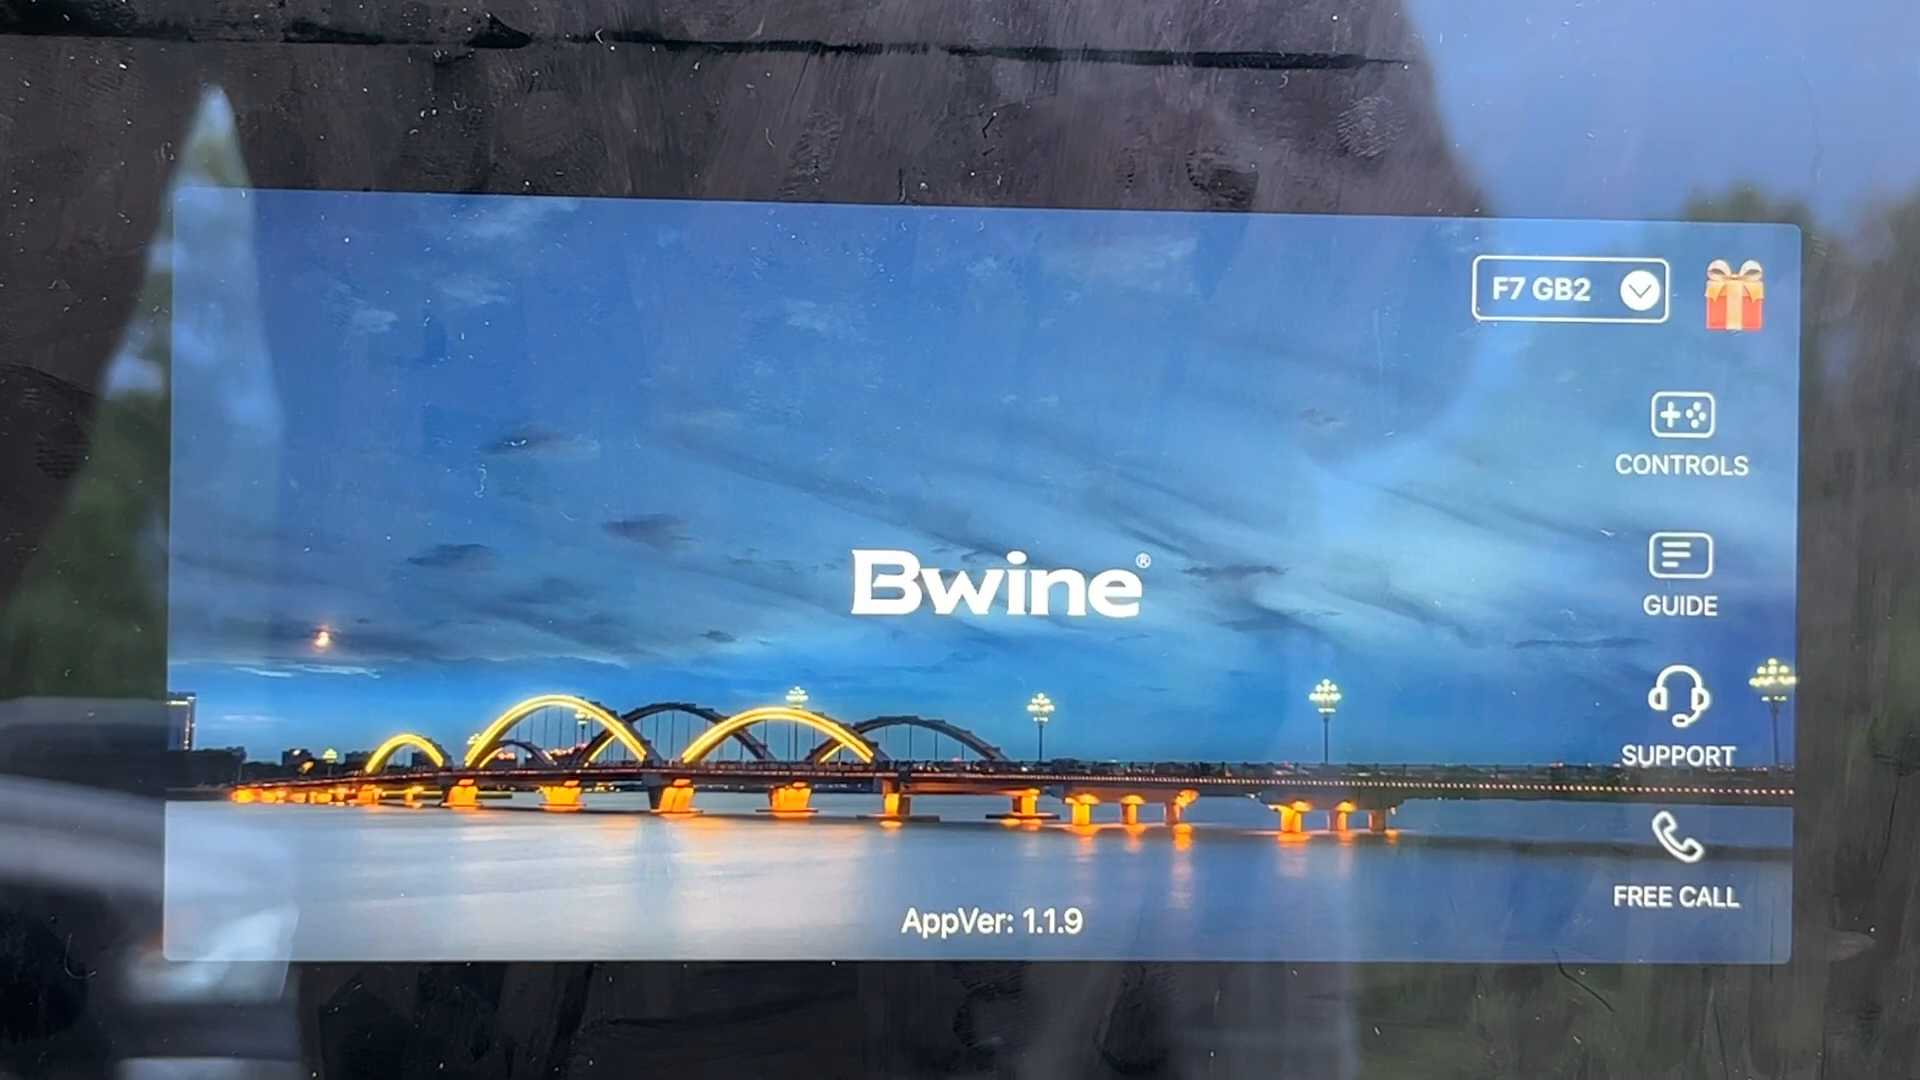 F7 GB2
CONTROLS
GUIDE
Bwine®
SUPPORT
FREE CALL
AppVer: 1.1.9